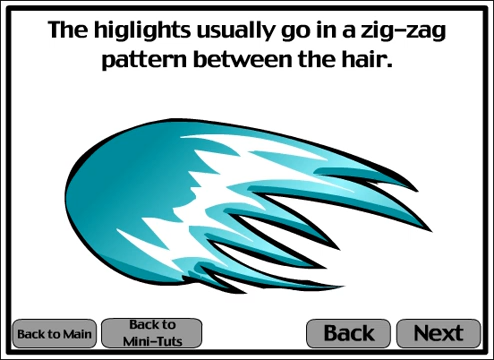 The higlights usually go in a zig-zag
pattern between the hair.
Back to Main
Back to
Mini-Tuts
Back
Next